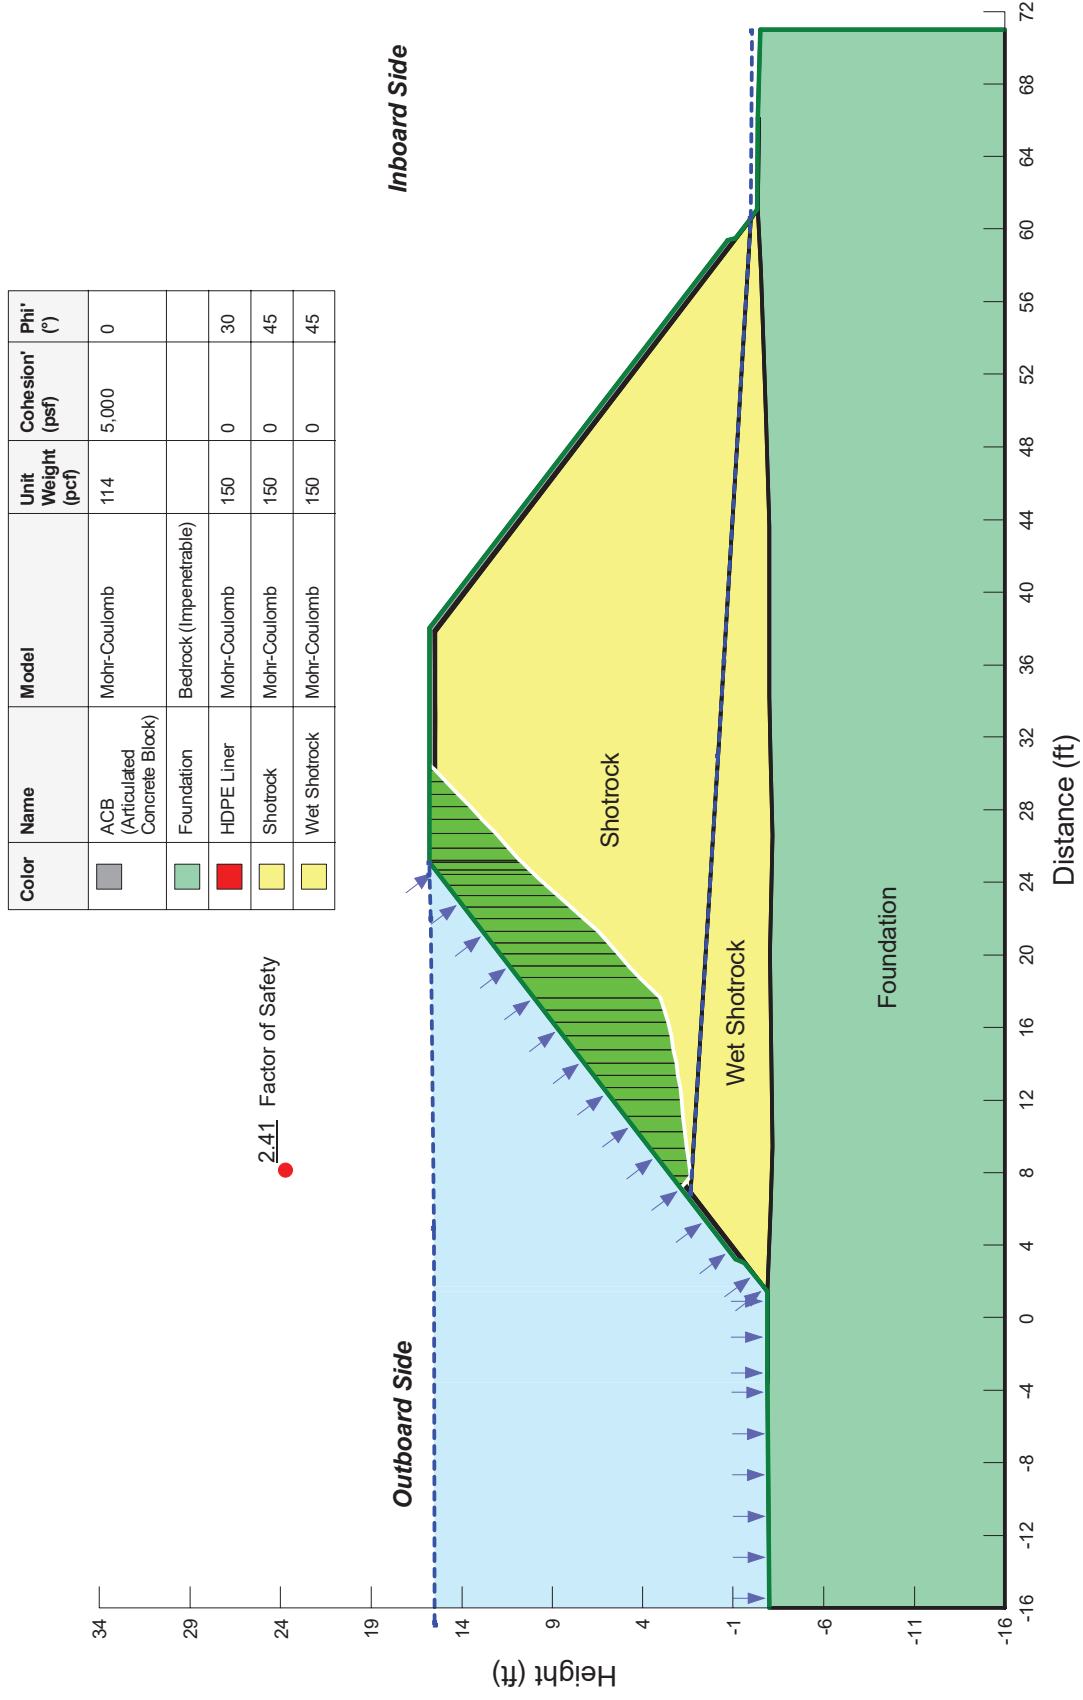 Color Name Model Unit Weight (pcf) Cohesion' (psf) Phi' (°)
ACB (Articulated Concrete Block) Mohr-Coulomb 114 5,000 0
Foundation Bedrock (Impenetrable)
HDPE Liner Mohr-Coulomb 150 0 30
Shotrock Mohr-Coulomb 150 0 45
Wet Shotrock Mohr-Coulomb 150 0 45
2.41 Factor of Safety
Outboard Side
Inboard Side
Shotrock
Wet Shotrock
Foundation
Height (ft)
34
29
24
19
14
9
4
-1
-6
-11
-16
-16 -12 -8 -4 0 4 8 12 16 20 24 28 32 36 40 44 48 52 56 60 64 68 72
Distance (ft)